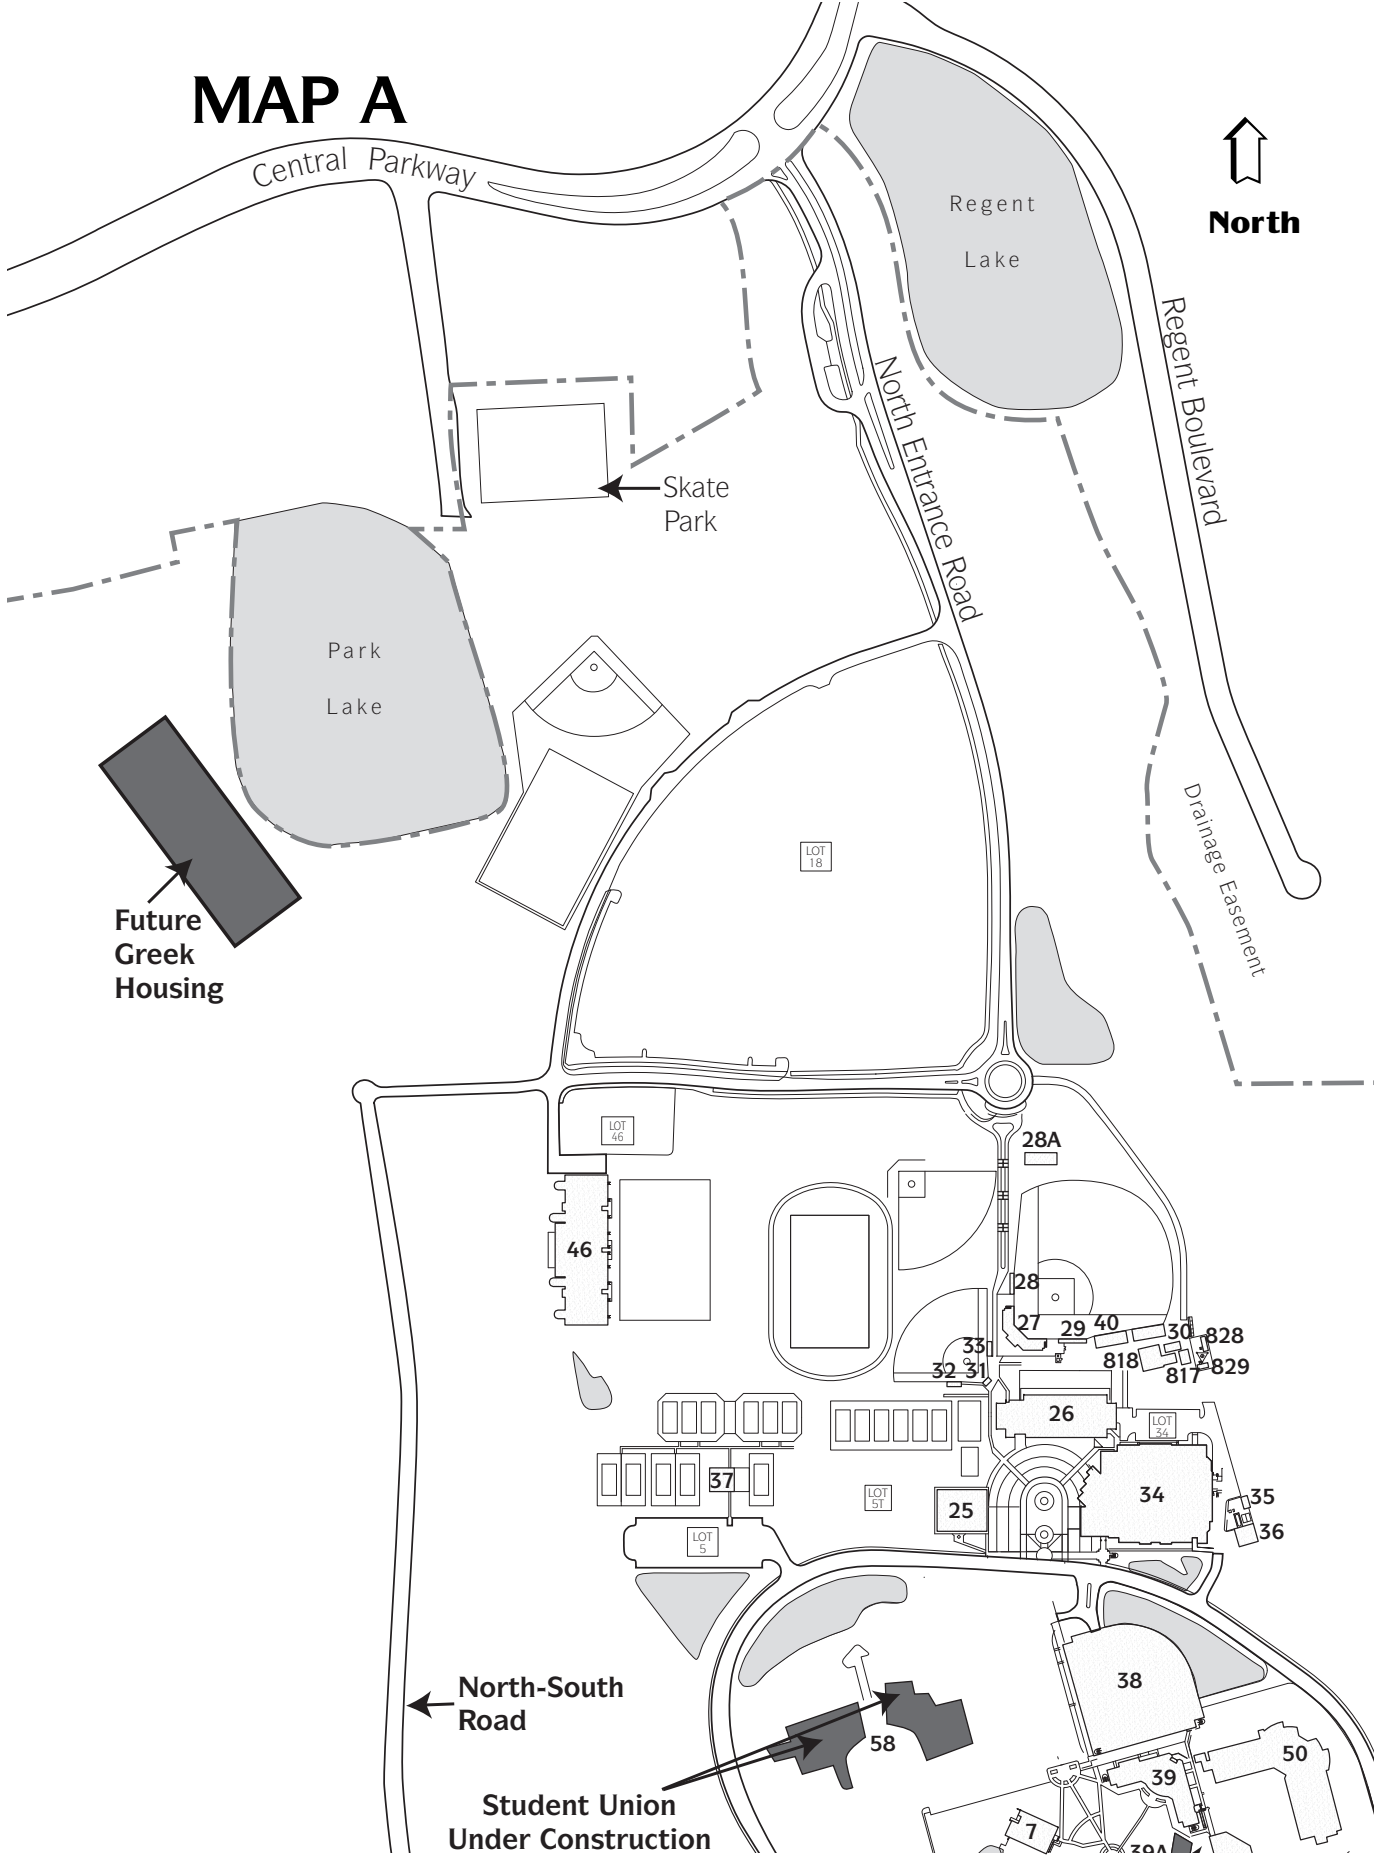 MAP A
Central Parkway
North
Regent
Lake
Regent Boulevard
North Entrance Road
Skate
Park
Park
Lake
Drainage Easement
LOT
18
Future
Greek
Housing
LOT
46
28A
46
28
27
29
40
30
828
33
818
817
829
32
31
26
LOT
34
37
34
LOT
5T
25
35
36
LOT
5
38
North-South
Road
58
50
39
Student Union
Under Construction
7
39A